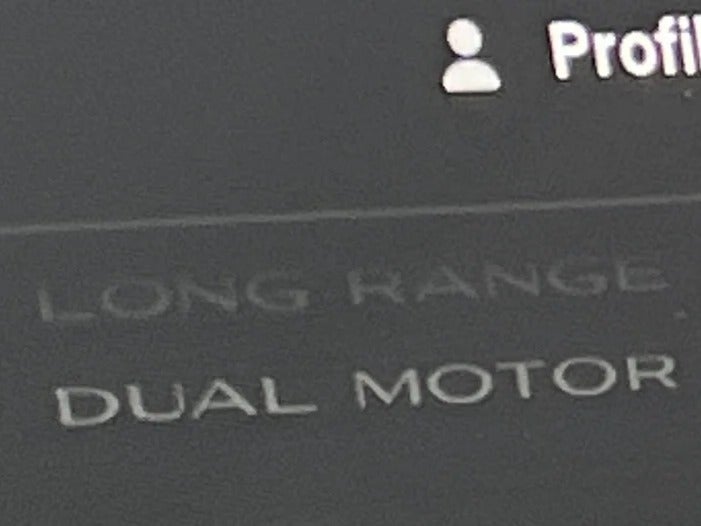 Profil
LONG RANGE
DUAL MOTOR